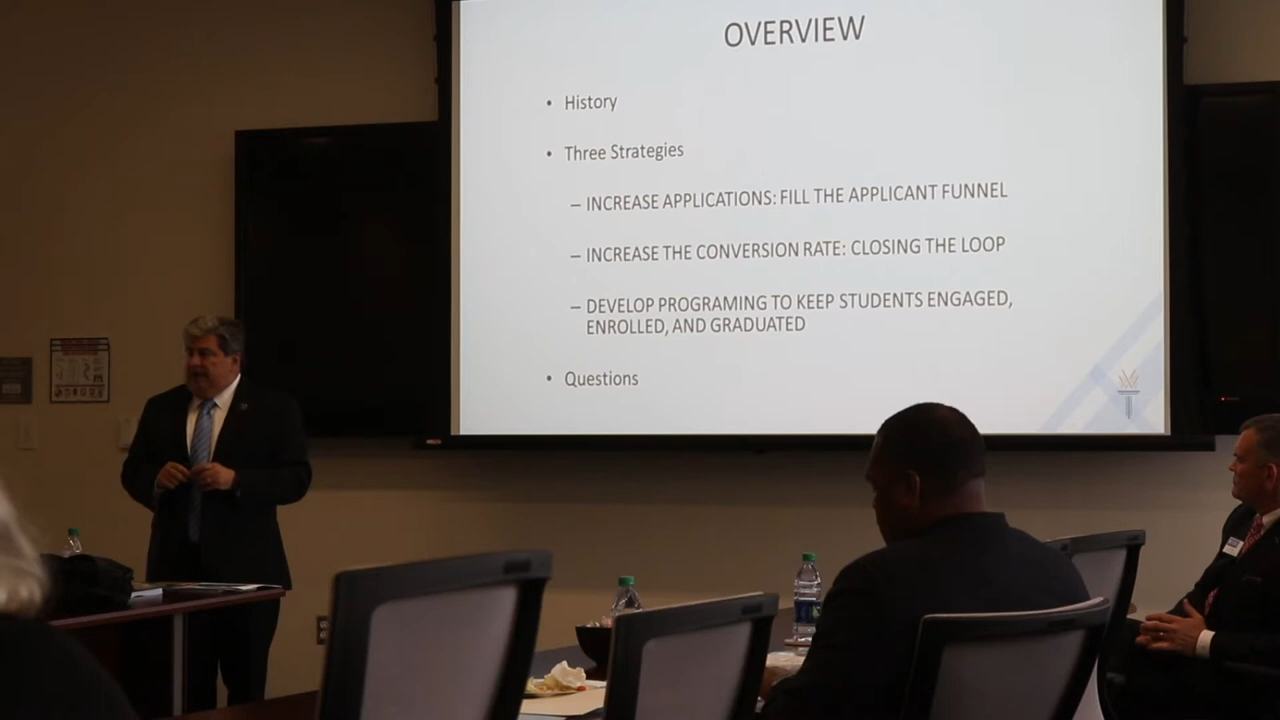 OVERVIEW
• History
• Three Strategies
– INCREASE APPLICATIONS: FILL THE APPLICANT FUNNEL
– INCREASE THE CONVERSION RATE: CLOSING THE LOOP
– DEVELOP PROGRAMING TO KEEP STUDENTS ENGAGED,
ENROLLED, AND GRADUATED
• Questions